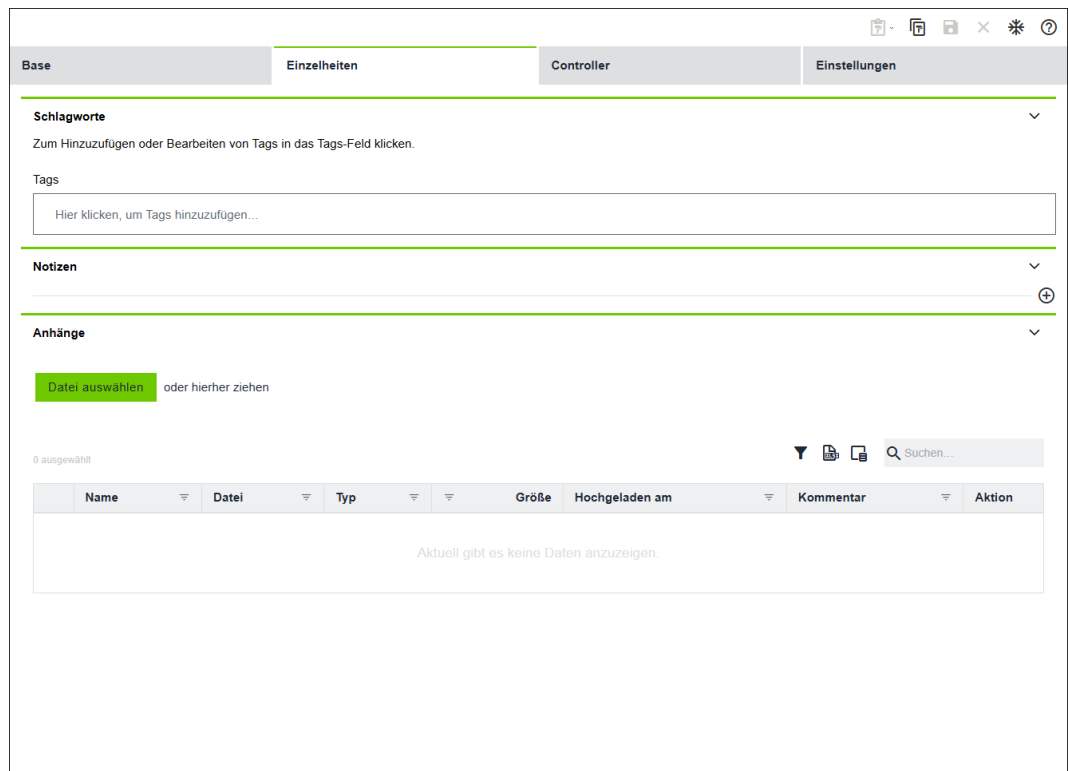 Base Einzelheiten Controller Einstellungen
Schlagworte
Zum Hinzuzufügen oder Bearbeiten von Tags in das Tags-Feld klicken.
Tags
Hier klicken, um Tags hinzuzufügen...
Notizen
Anhänge
Datei auswählen oder hierher ziehen
0 ausgewählt Suchen...
Name Datei Typ Größe Hochgeladen am Kommentar Aktion
Aktuell gibt es keine Daten anzuzeigen.